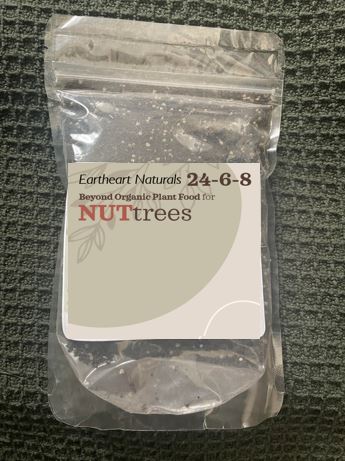 Eartheart Naturals 24-6-8
Beyond Organic Plant Food for
NUTtrees